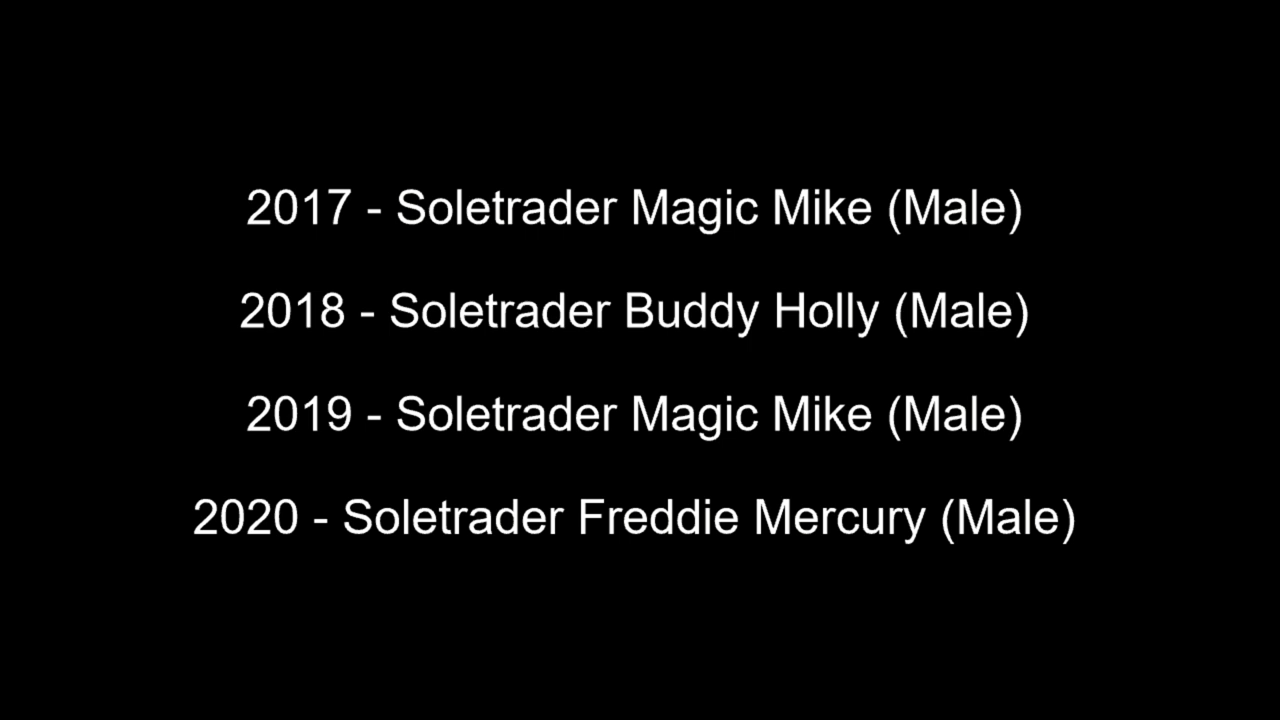 2017 - Soletrader Magic Mike (Male)
2018 - Soletrader Buddy Holly (Male)
2019 - Soletrader Magic Mike (Male)
2020 - Soletrader Freddie Mercury (Male)